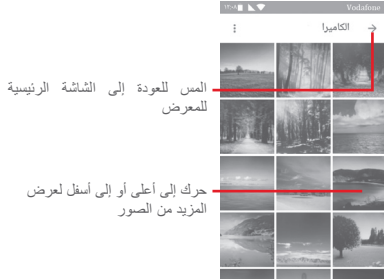 Vodafone ١٢:٠٨
الكاميرا
المس للعودة إلى الشاشة الرئيسية
للمعرض
حرك إلى أعلى أو إلى أسفل لعرض
المزيد من الصور